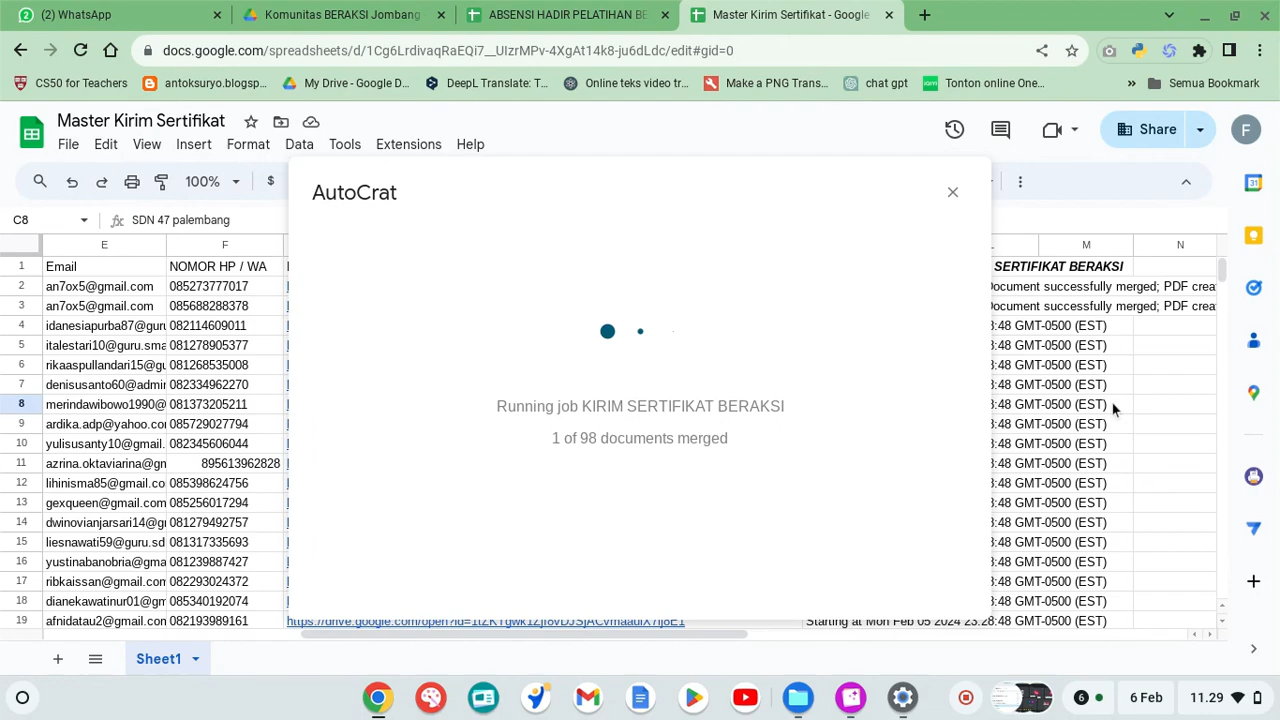 (2) WhatsApp
Komunitas BERAKSI Jombang
ABSENSI HADIR PELATIHAN BE
Master Kirim Sertifikat - Google
docs.google.com/spreadsheets/d/1Cg6LrdivaqRaEQi7__UIzrMPv-4XgAt14k8-ju6dLdc/edit#gid=0
CS50 for Teachers
antoksuryo.blogsp...
My Drive - Google D...
DeepL Translate: T...
Online teks video tr...
Make a PNG Trans...
chat gpt
Tonton online One...
»
Semua Bookmark
Master Kirim Sertifikat
File Edit View Insert Format Data Tools Extensions Help
Share
F
100%
$
C8
SDN 47 palembang
AutoCrat
Running job KIRIM SERTIFIKAT BERAKSI
1 of 98 documents merged
E F M N
1 Email NOMOR HP / WA SERTIFIKAT BERAKSI
2 an7ox5@gmail.com 085273777017 Document successfully merged; PDF creat
3 an7ox5@gmail.com 085688288378 Document successfully merged; PDF creat
4 idanesiapurba87@guru 082114609011 3:48 GMT-0500 (EST)
5 italestari10@guru.sma 081278905377 3:48 GMT-0500 (EST)
6 rikaaspullandari15@gu 081268535008 3:48 GMT-0500 (EST)
7 denisusanto60@admin 082334962270 3:48 GMT-0500 (EST)
8 merindawibowo1990@ 081373205211 3:48 GMT-0500 (EST)
9 ardika.adp@yahoo.co 085729027794 3:48 GMT-0500 (EST)
10 yulisusanty10@gmail. 082345606044 3:48 GMT-0500 (EST)
11 azrina.oktaviarina@gm 895613962828 3:48 GMT-0500 (EST)
12 lihinisma85@gmail.co 085398624756 3:48 GMT-0500 (EST)
13 gexqueen@gmail.com 085256017294 3:48 GMT-0500 (EST)
14 dwinovianjarsari14@g 081279492757 3:48 GMT-0500 (EST)
15 liesnawati59@guru.sd 081317335693 3:48 GMT-0500 (EST)
16 yustinabanobria@gma 081239887427 3:48 GMT-0500 (EST)
17 ribkaissan@gmail.com 082293024372 3:48 GMT-0500 (EST)
18 dianekawatinur01@gm 085340192074 3:48 GMT-0500 (EST)
19 afnidatau2@gmail.com 082193989161 Starting at Mon Feb 05 2024 23:28:48 GMT-0500 (EST)
Sheet1
6
6 Feb
11.29